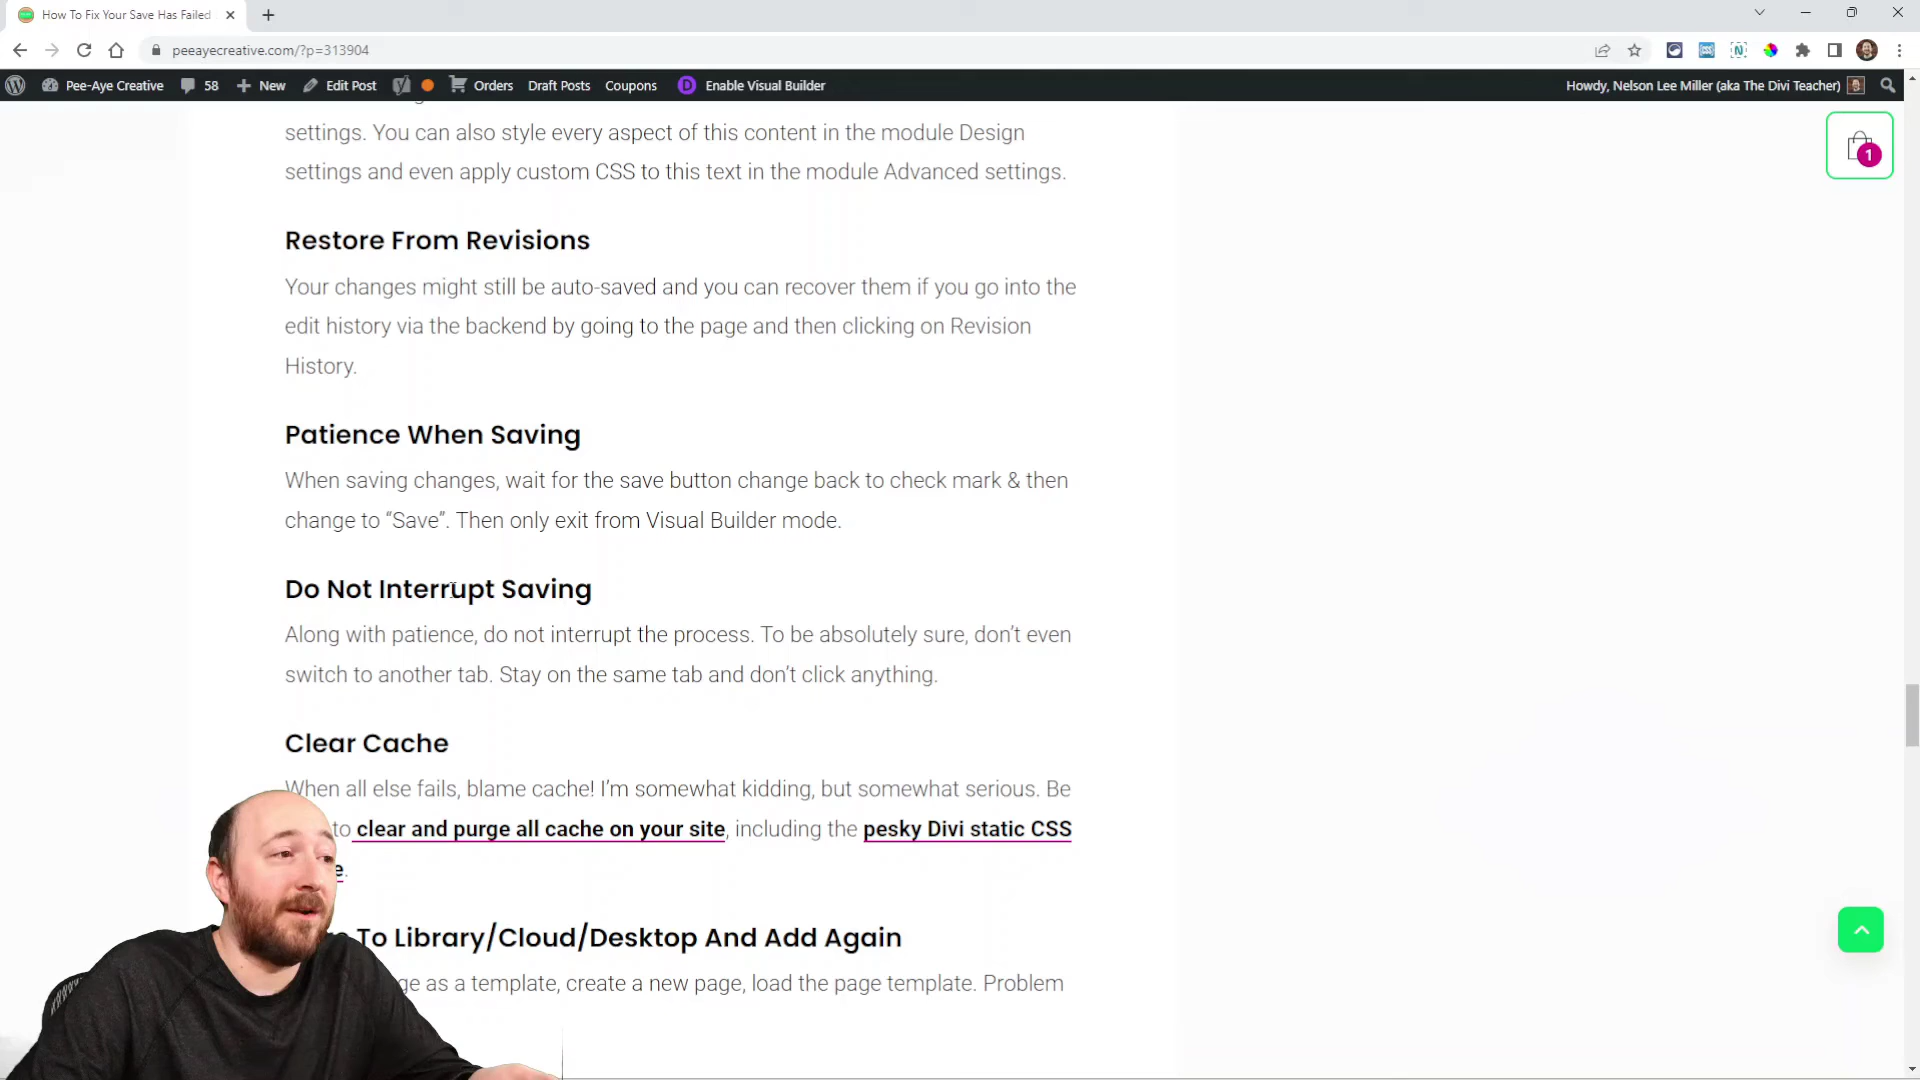 How To Fix Your Save Has Failed
peeayecreative.com/?p=313904
Pee-Aye Creative 58 New Edit Post Orders Draft Posts Coupons D Enable Visual Builder Howdy, Nelson Lee Miller (aka The Divi Teacher)
1
settings. You can also style every aspect of this content in the module Design
settings and even apply custom CSS to this text in the module Advanced settings.
Restore From Revisions
Your changes might still be auto-saved and you can recover them if you go into the
edit history via the backend by going to the page and then clicking on Revision
History.
Patience When Saving
When saving changes, wait for the save button change back to check mark & then
change to “Save”. Then only exit from Visual Builder mode.
Do Not Interrupt Saving
Along with patience, do not interrupt the process. To be absolutely sure, don’t even
switch to another tab. Stay on the same tab and don’t click anything.
Clear Cache
When all else fails, blame cache! I’m somewhat kidding, but somewhat serious. Be
to clear and purge all cache on your site, including the pesky Divi static CSS
e.
To Library/Cloud/Desktop And Add Again
as a template, create a new page, load the page template. Problem